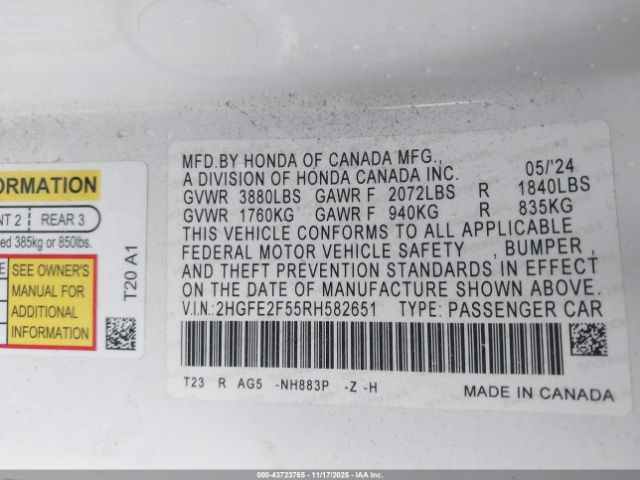 ORMATION
NT 2 REAR 3
ed 385kg or 850lbs.
E SEE OWNER'S
MANUAL FOR
ADDITIONAL
INFORMATION
T20 A1
MFD.BY HONDA OF CANADA MFG.,
A DIVISION OF HONDA CANADA INC. 05/'24
GVWR 3880LBS GAWR F 2072LBS R 1840LBS
GVWR 1760KG GAWR F 940KG R 835KG
THIS VEHICLE CONFORMS TO ALL APPLICABLE
FEDERAL MOTOR VEHICLE SAFETY , BUMPER ,
AND THEFT PREVENTION STANDARDS IN EFFECT
ON THE DATE OF MANUFACTURE SHOWN ABOVE.
V.I.N.:2HGFE2F55RH582651 TYPE: PASSENGER CAR
T23 R AG5 -NH883P -Z -H
MADE IN CANADA
000-43723765 - 11/17/2025 - IAAI.COM